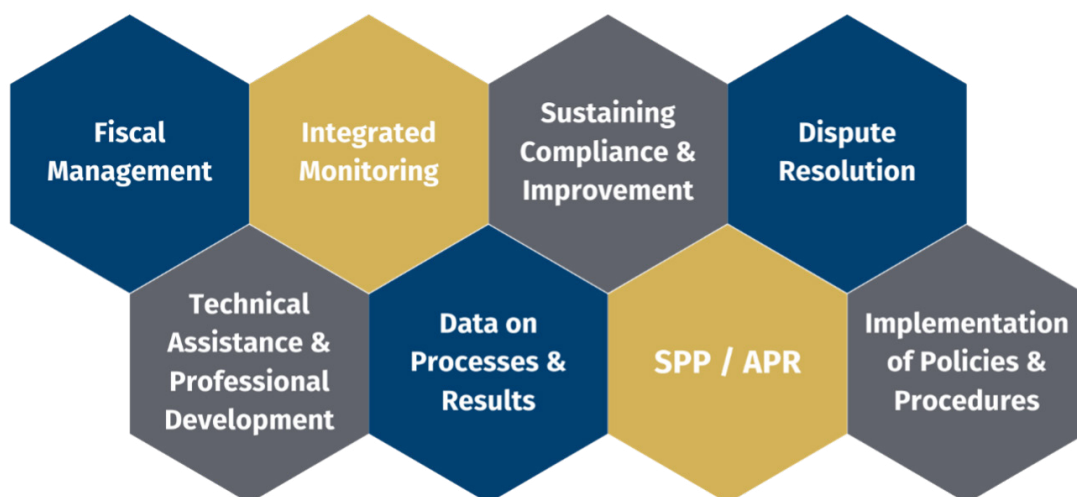 Fiscal
Management
Integrated
Monitoring
Sustaining
Compliance &
Improvement
Dispute
Resolution
Technical
Assistance &
Professional
Development
Data on
Processes &
Results
SPP / APR
Implementation
of Policies &
Procedures